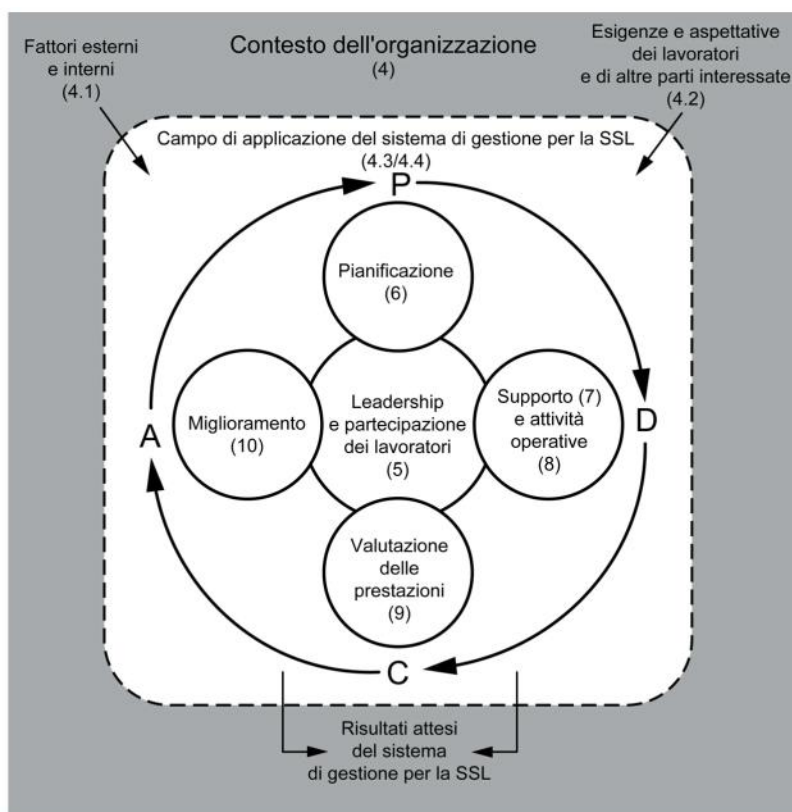 Fattori esterni
e interni
(4.1)
Contesto dell'organizzazione
(4)
Esigenze e aspettative
dei lavoratori
e di altre parti interessate
(4.2)
Campo di applicazione del sistema di gestione per la SSL
(4.3/4.4)
P
Pianificazione
(6)
A
Miglioramento
(10)
Leadership
e partecipazione
dei lavoratori
(5)
Supporto (7)
e attività
operative
(8)
D
Valutazione
delle
prestazioni
(9)
C
Risultati attesi
del sistema
di gestione per la SSL